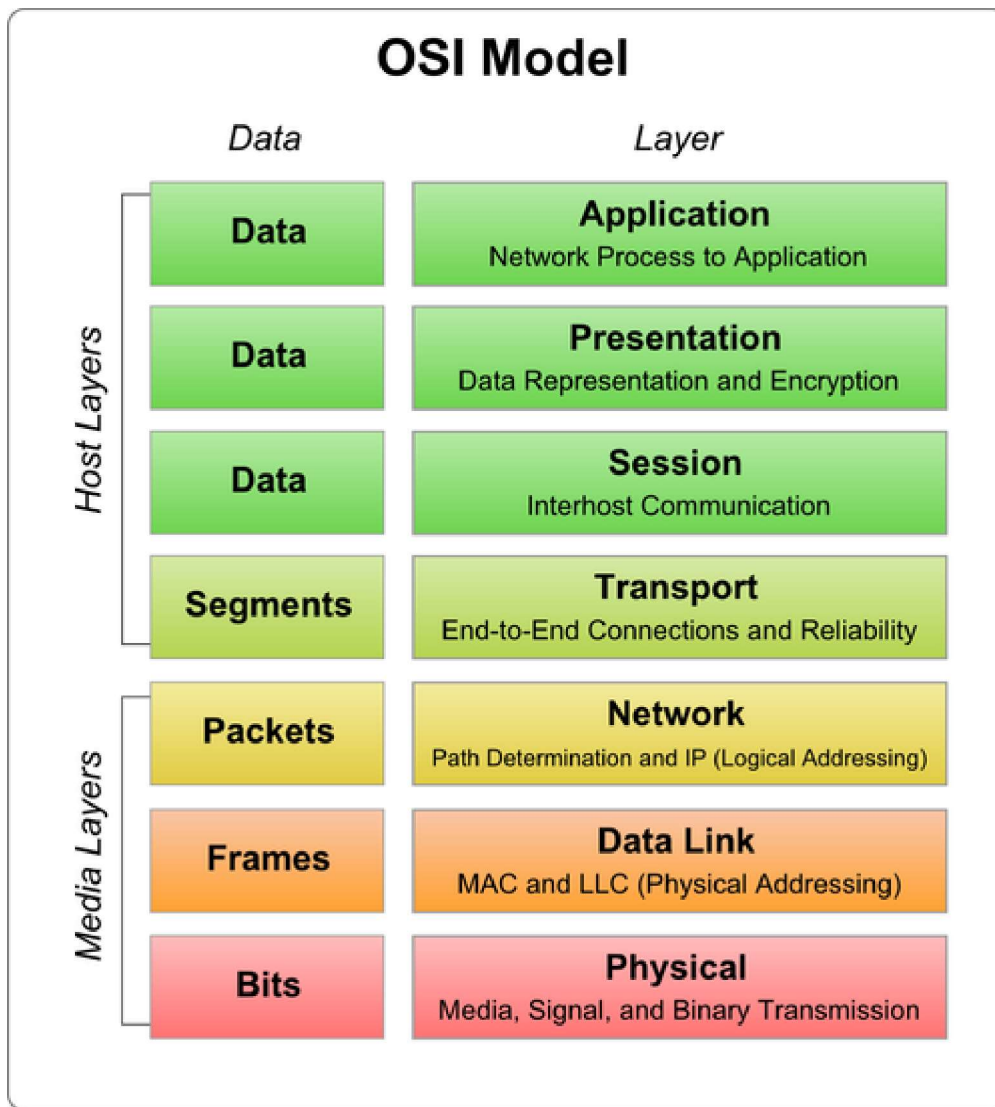 OSI Model
Data
Layer
Host Layers
Data
Application
Network Process to Application
Data
Presentation
Data Representation and Encryption
Data
Session
Interhost Communication
Segments
Transport
End-to-End Connections and Reliability
Media Layers
Packets
Network
Path Determination and IP (Logical Addressing)
Frames
Data Link
MAC and LLC (Physical Addressing)
Bits
Physical
Media, Signal, and Binary Transmission